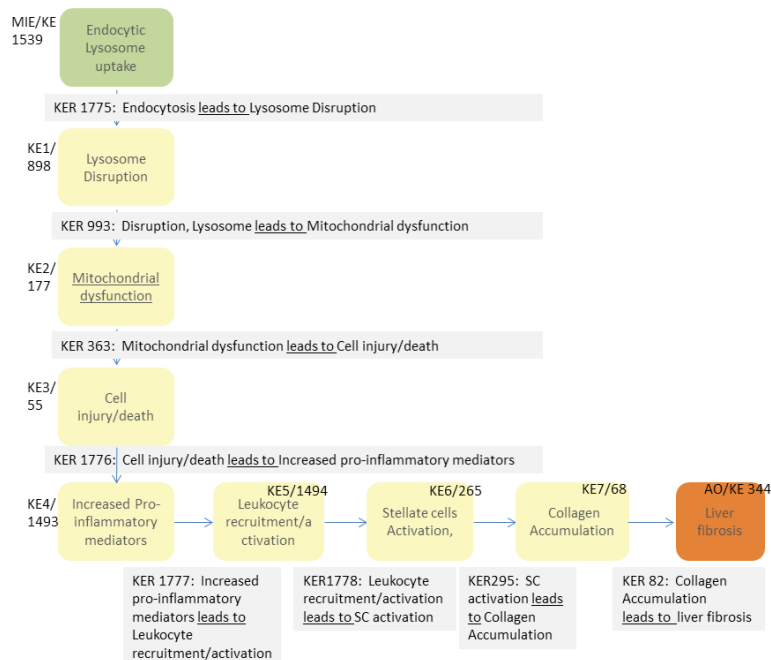 MIE/KE
1539
Endocytic
Lysosome
uptake
KER 1775: Endocytosis leads to Lysosome Disruption
KE1/
898
Lysosome
Disruption
KER 993: Disruption, Lysosome leads to Mitochondrial dysfunction
KE2/
177
Mitochondrial
dysfunction
KER 363: Mitochondrial dysfunction leads to Cell injury/death
KE3/
55
Cell
injury/death
KER 1776: Cell injury/death leads to Increased pro-inflammatory mediators
KE4/
1493
Increased Pro-
inflammatory
mediators
KE5/1494
Leukocyte
recruitment/a
ctivation
KE6/265
Stellate cells
Activation,
KE7/68
Collagen
Accumulation
AO/KE 344
Liver
fibrosis
KER 1777: Increased
pro-inflammatory
mediators leads to
Leukocyte
recruitment/activation
KER1778: Leukocyte
recruitment/activation
leads to SC activation
KER295: SC
activation leads
to Collagen
Accumulation
KER 82: Collagen
Accumulation
leads to liver fibrosis